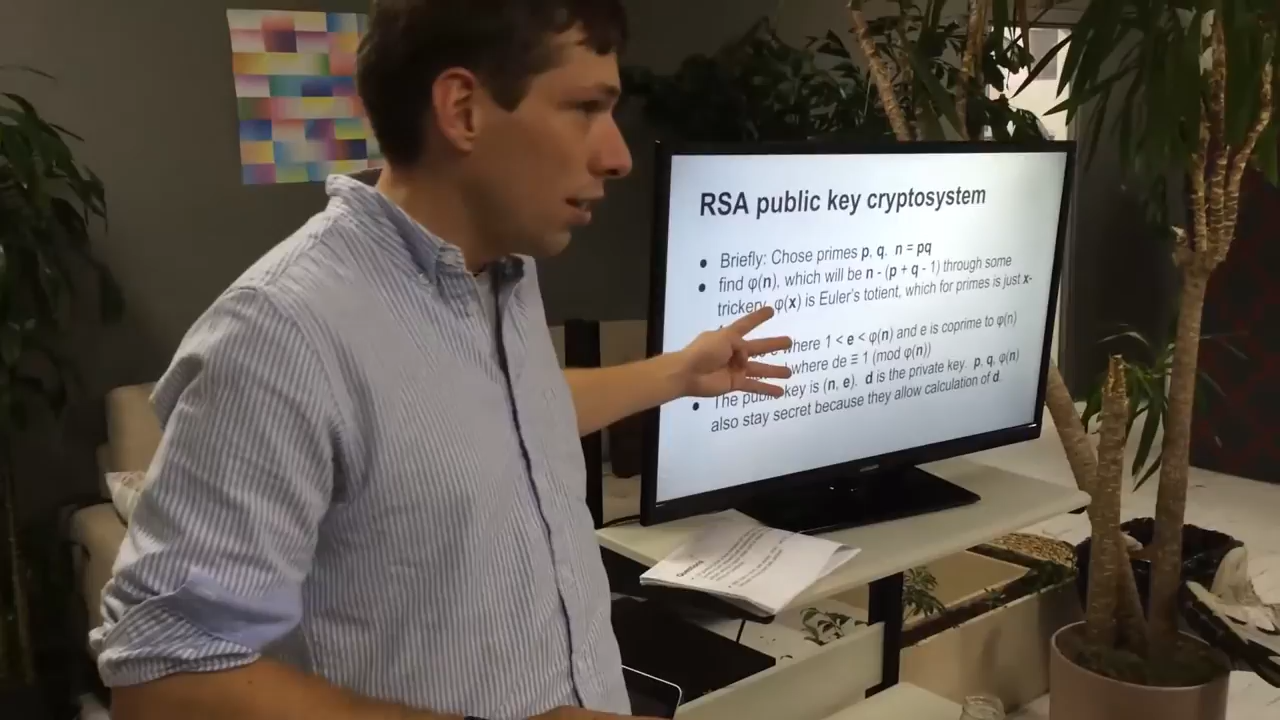 RSA public key cryptosystem
Briefly: Chose primes p, q. n = pq
find φ(n), which will be n - (p + q - 1) through some
trickery. φ(x) is Euler's totient, which for primes is just x-
where 1 < e < φ(n) and e is coprime to φ(n)
where de ≡ 1 (mod φ(n))
The public key is (n, e). d is the private key. p, q, φ(n)
also stay secret because they allow calculation of d.
Questions